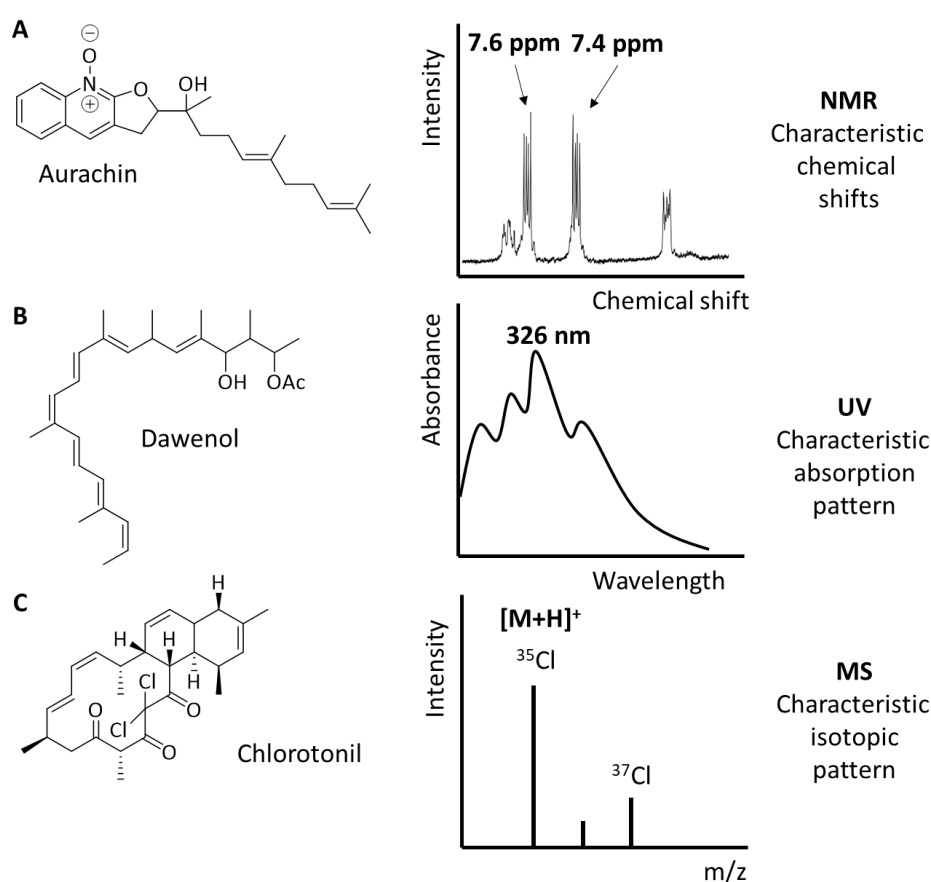 A
⊖
O
N
⊕
O
OH
Aurachin
Intensity
7.6 ppm 7.4 ppm
Chemical shift
NMR
Characteristic
chemical
shifts
B
OH
OAc
Dawenol
Absorbance
326 nm
Wavelength
UV
Characteristic
absorption
pattern
C
H
H
H
H
Cl
Cl
O
O
O
Chlorotonil
Intensity
[M+H]⁺
³⁵Cl
³⁷Cl
m/z
MS
Characteristic
isotopic
pattern